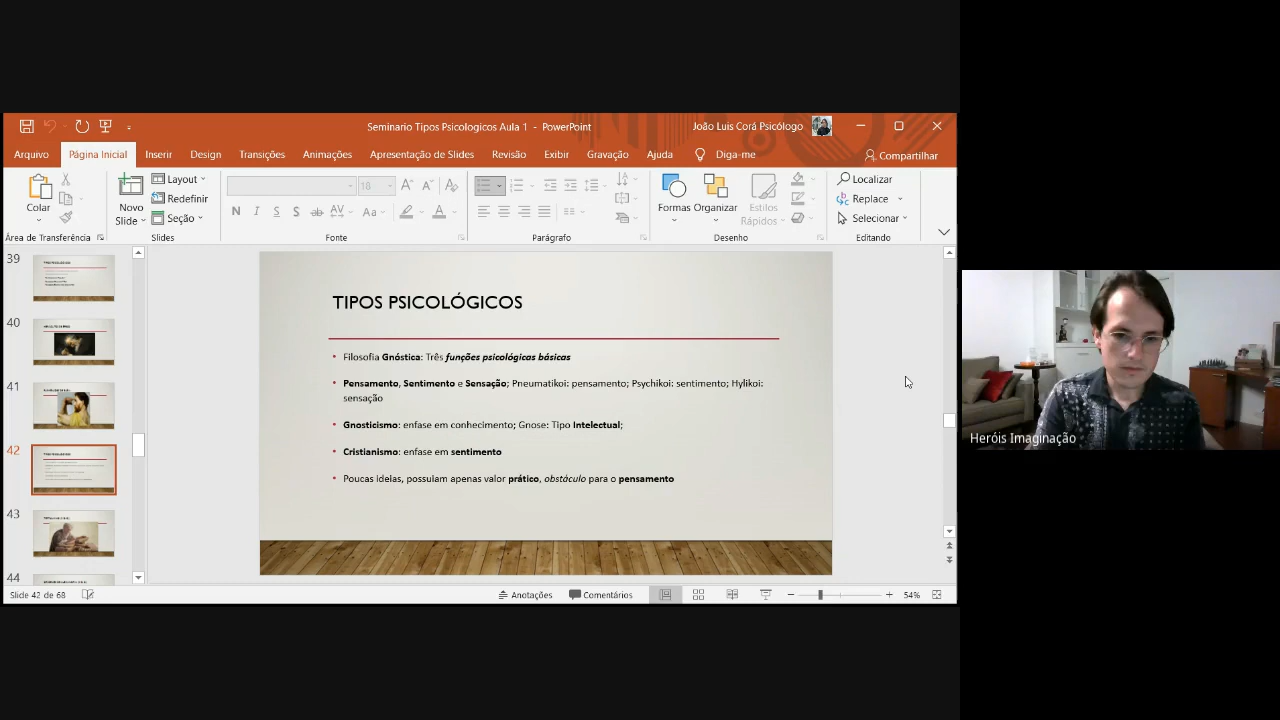 Seminario Tipos Psicologicos Aula 1 - PowerPoint
João Luis Corá Psicólogo
Arquivo Página Inicial Inserir Design Transições Animações Apresentação de Slides Revisão Exibir Gravação Ajuda Diga-me Compartilhar
Colar
Área de Transferência
Novo
Slide
Layout
Redefinir
Seção
Slides
18
N I S S ab AV Aa A
Fonte
Parágrafo
Formas
Organizar
Estilos
Rápidos
Desenho
Localizar
Replace
Selecionar
Editando
39
40
41
42
43
44
TIPOS PSICOLÓGICOS
• Filosofia Gnóstica: Três funções psicológicas básicas
• Pensamento, Sentimento e Sensação; Pneumatikoi: pensamento; Psychikoi: sentimento; Hylikoi:
sensação
• Gnosticismo: enfase em conhecimento; Gnose: Tipo Intelectual;
• Cristianismo: enfase em sentimento
• Poucas ideias, possuíam apenas valor prático, obstáculo para o pensamento
Heróis Imaginação
Slide 42 de 68
Anotações
Comentários
54%